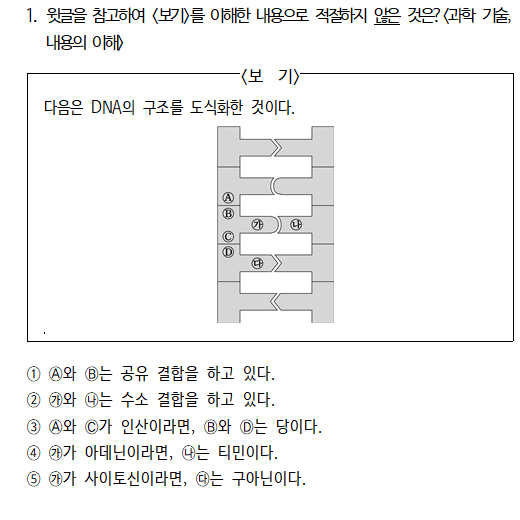 1. 윗글을 참고하여 <보기>를 이해한 내용으로 적절하지 않은 것은?<과학 기술,
내용의 이해>
<보 기>
다음은 DNA의 구조를 도식화한 것이다.
Ⓐ
Ⓑ
㉮ ㉯
Ⓒ
Ⓓ
㉰
① Ⓐ와 Ⓑ는 공유 결합을 하고 있다.
② ㉮와 ㉯는 수소 결합을 하고 있다.
③ Ⓐ와 Ⓒ가 인산이라면, Ⓑ와 Ⓓ는 당이다.
④ ㉮가 아데닌이라면, ㉯는 티민이다.
⑤ ㉮가 사이토신이라면, ㉰는 구아닌이다.